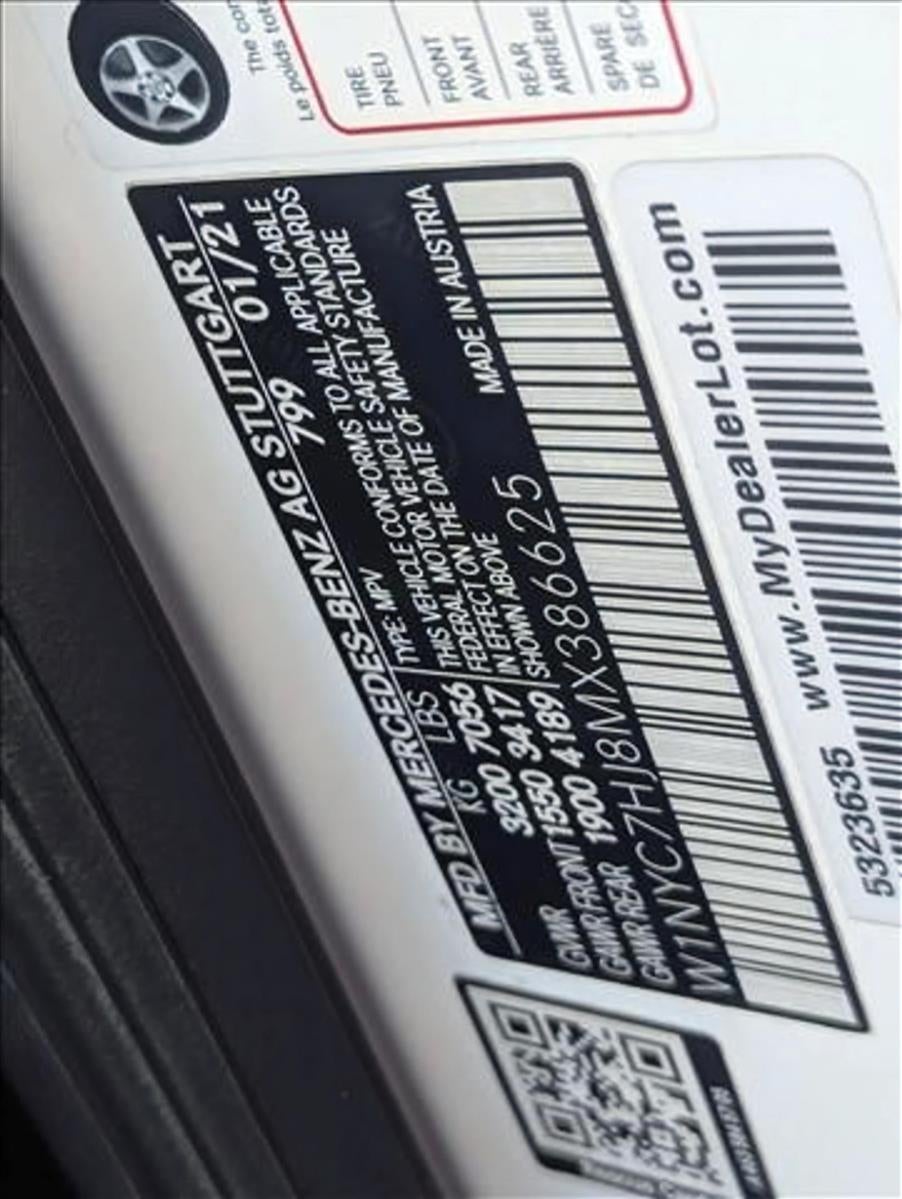 The cor
Le poids tota
TIRE
PNEU
FRONT
AVANT
REAR
ARRIÈRE
SPARE
DE SEC
MFD BY MERCEDES-BENZ AG STUTTGART
KG LBS TYPE: MPV 799 01/21
GVWR 3200 7056
GAWR FRONT 1550 3417
GAWR REAR 1900 4189
THIS VEHICLE CONFORMS TO ALL APPLICABLE
FEDERAL MOTOR VEHICLE SAFETY STANDARDS
IN EFFECT ON THE DATE OF MANUFACTURE
SHOWN ABOVE
MADE IN AUSTRIA
W1NYC7HJ8MX386625
www.MyDealerLot.com
5323635